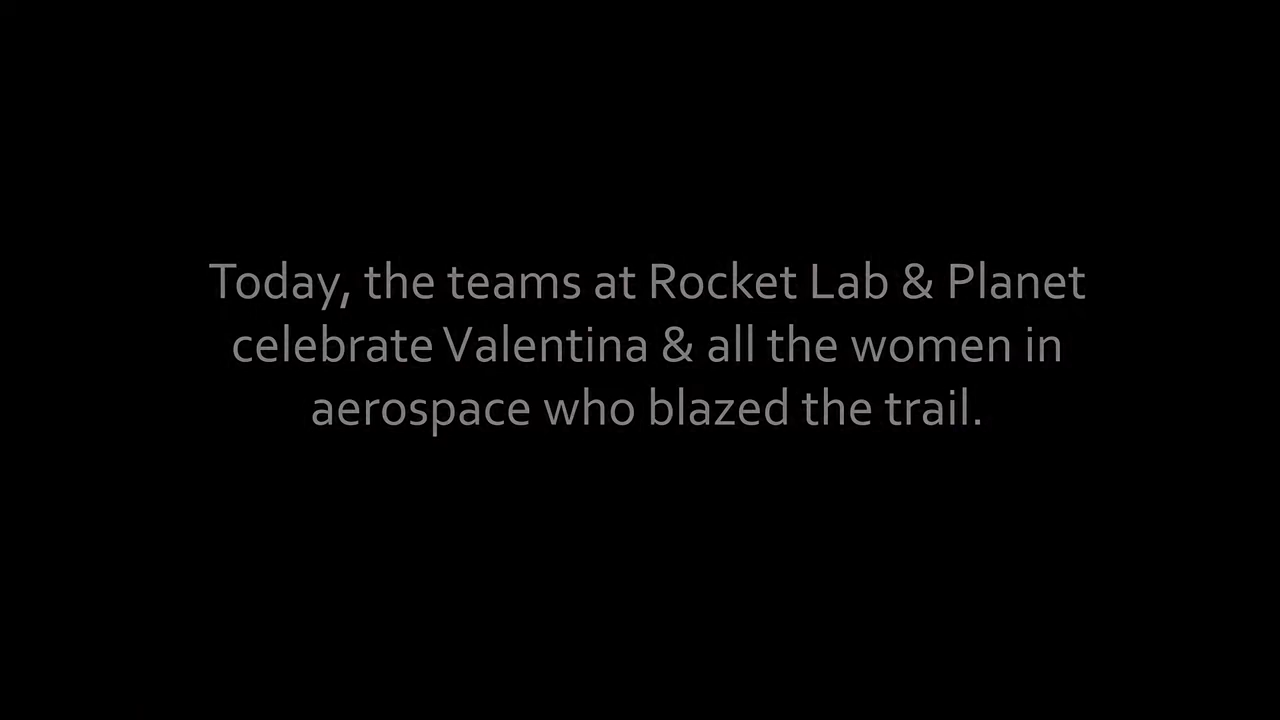 Today, the teams at Rocket Lab & Planet
celebrate Valentina & all the women in
aerospace who blazed the trail.